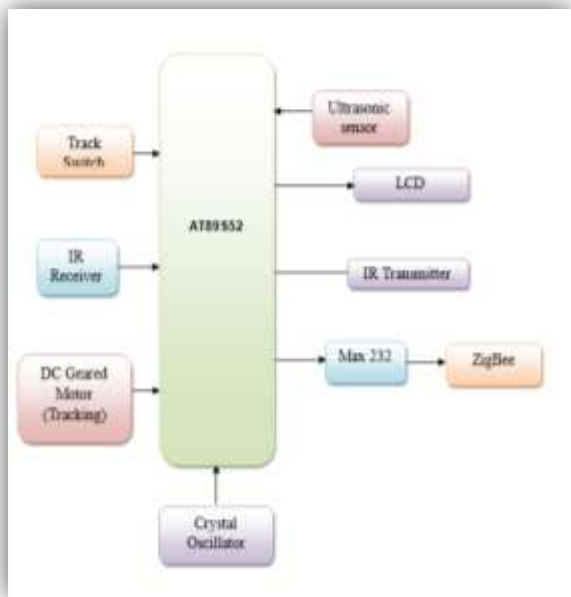 Ultrasonic
sensor
Track
Switch
LCD
AT89S52
IR
Receiver
IR Transmitter
Max 232
ZigBee
DC Geared
Motor
(Tracking)
Crystal
Oscillator